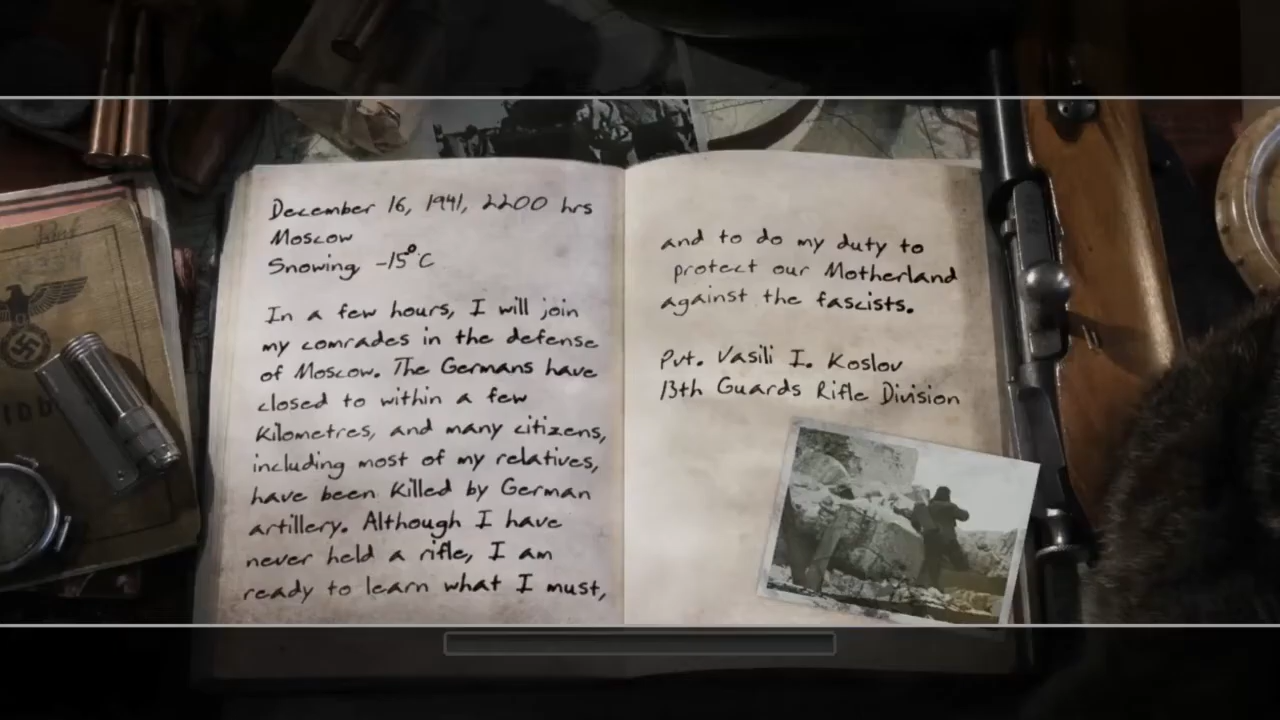 December 16, 1941, 2200 hrs
Moscow
Snowing, -15°C
In a few hours, I will join
my comrades in the defense
of Moscow. The Germans have
closed to within a few
kilometres, and many citizens,
including most of my relatives,
have been killed by German
artillery. Although I have
never held a rifle, I am
ready to learn what I must,
and to do my duty to
protect our Motherland
against the fascists.
Pvt. Vasili I. Koslov
13th Guards Rifle Division